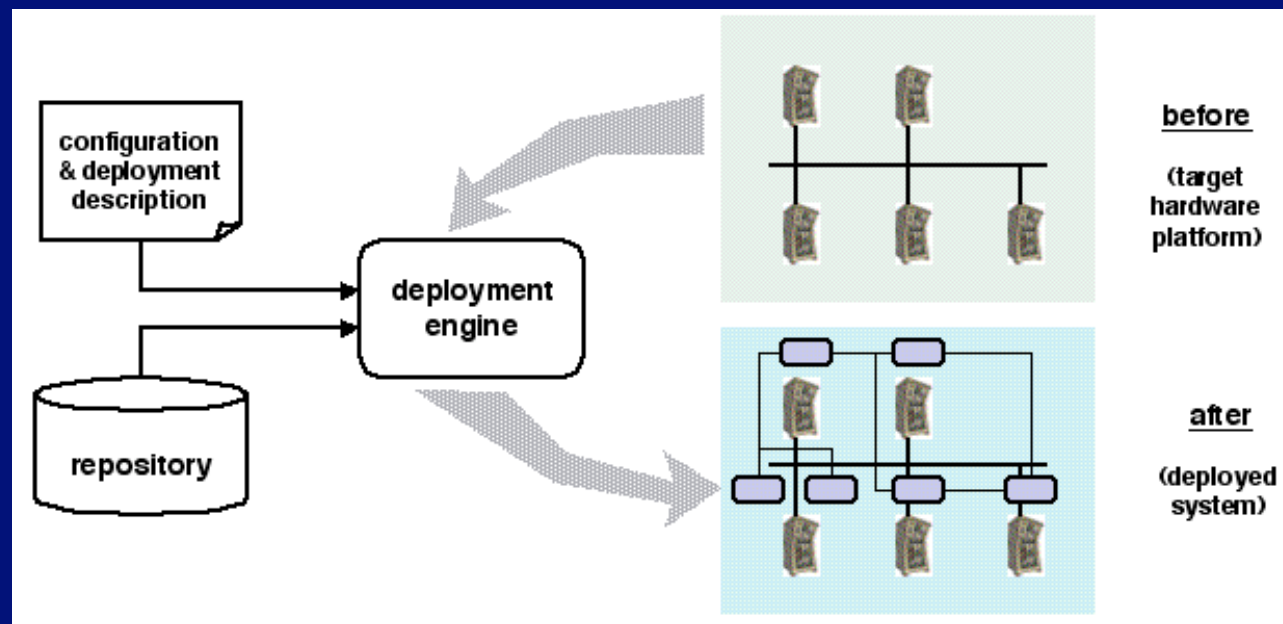 configuration
& deployment
description
deployment
engine
repository
before
(target
hardware
platform)
after
(deployed
system)